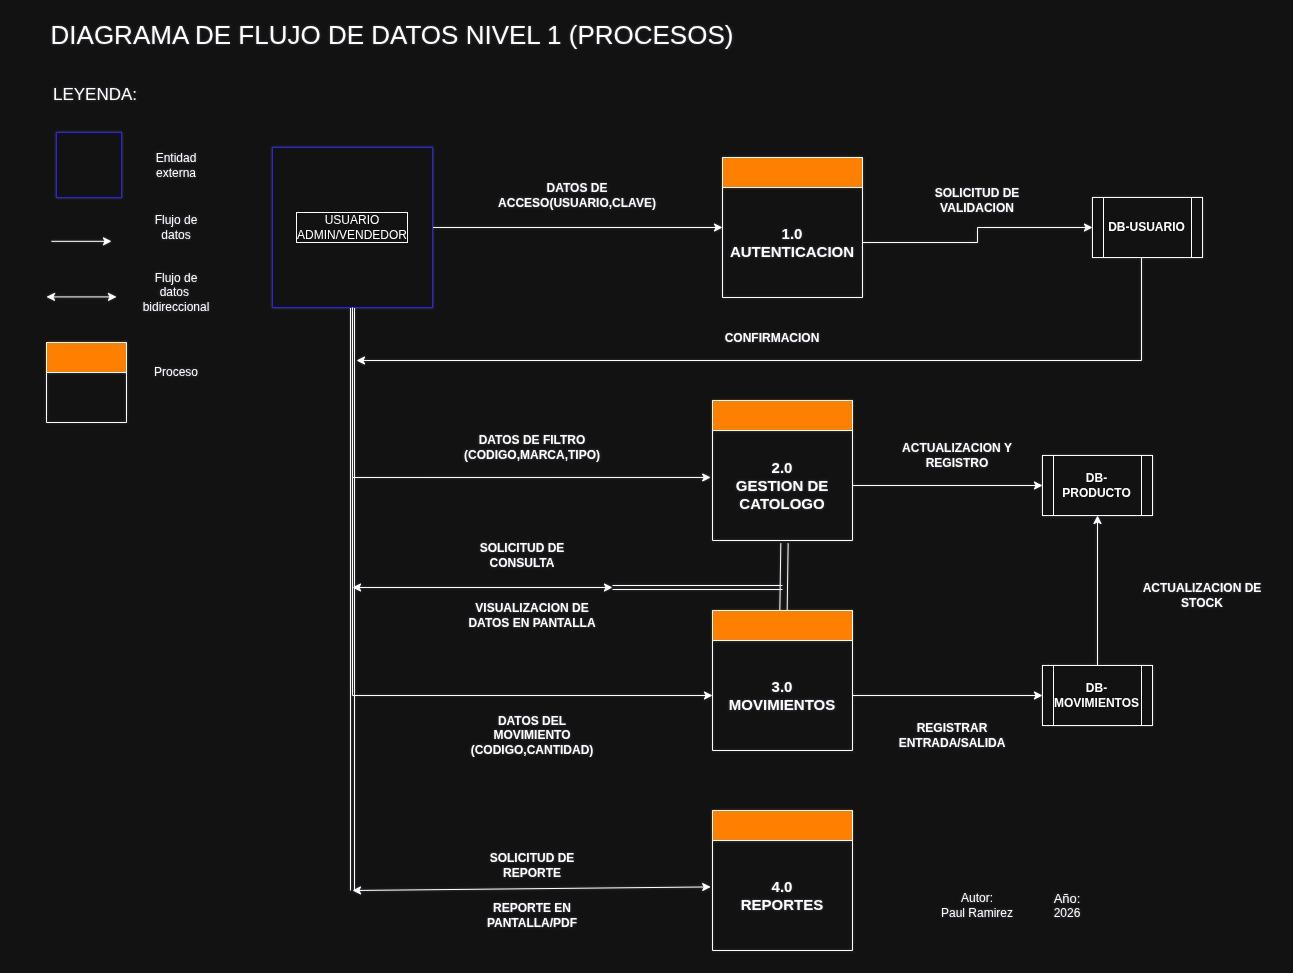 DIAGRAMA DE FLUJO DE DATOS NIVEL 1 (PROCESOS)
LEYENDA:
Entidad
externa
Flujo de
datos
Flujo de
datos
bidireccional
Proceso
USUARIO
ADMIN/VENDEDOR
DATOS DE
ACCESO(USUARIO,CLAVE)
1.0
AUTENTICACION
SOLICITUD DE
VALIDACION
DB-USUARIO
CONFIRMACION
DATOS DE FILTRO
(CODIGO,MARCA,TIPO)
2.0
GESTION DE
CATOLOGO
ACTUALIZACION Y
REGISTRO
DB-
PRODUCTO
SOLICITUD DE
CONSULTA
VISUALIZACION DE
DATOS EN PANTALLA
ACTUALIZACION DE
STOCK
3.0
MOVIMIENTOS
DB-
MOVIMIENTOS
DATOS DEL
MOVIMIENTO
(CODIGO,CANTIDAD)
REGISTRAR
ENTRADA/SALIDA
SOLICITUD DE
REPORTE
REPORTE EN
PANTALLA/PDF
4.0
REPORTES
Autor:
Paul Ramirez
Año:
2026